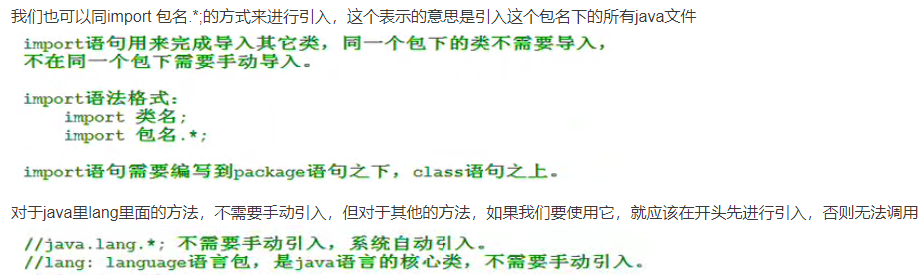 我们也可以同import 包名.*;的方式来进行引入，这个表示的意思是引入这个包名下的所有java文件
import语句用来完成导入其它类，同一个包下的类不需要导入，
不在同一个包下需要手动导入。
import语法格式：
import 类名;
import 包名.*;
import语句需要编写到package语句之下，class语句之上。
对于java里lang里面的方法，不需要手动引入，但对于其他的方法，如果我们要使用它，就应该在开头先进行引入，否则无法调用
//java.lang.*; 不需要手动引入，系统自动引入。
//lang: language语言包，是java语言的核心类，不需要手动引入。